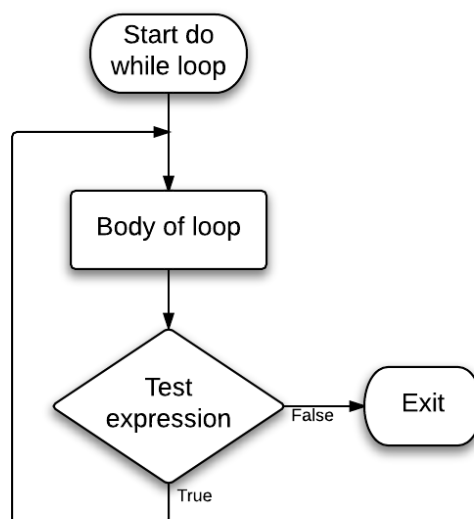 Start do
while loop
Body of loop
Test
expression
False
Exit
True